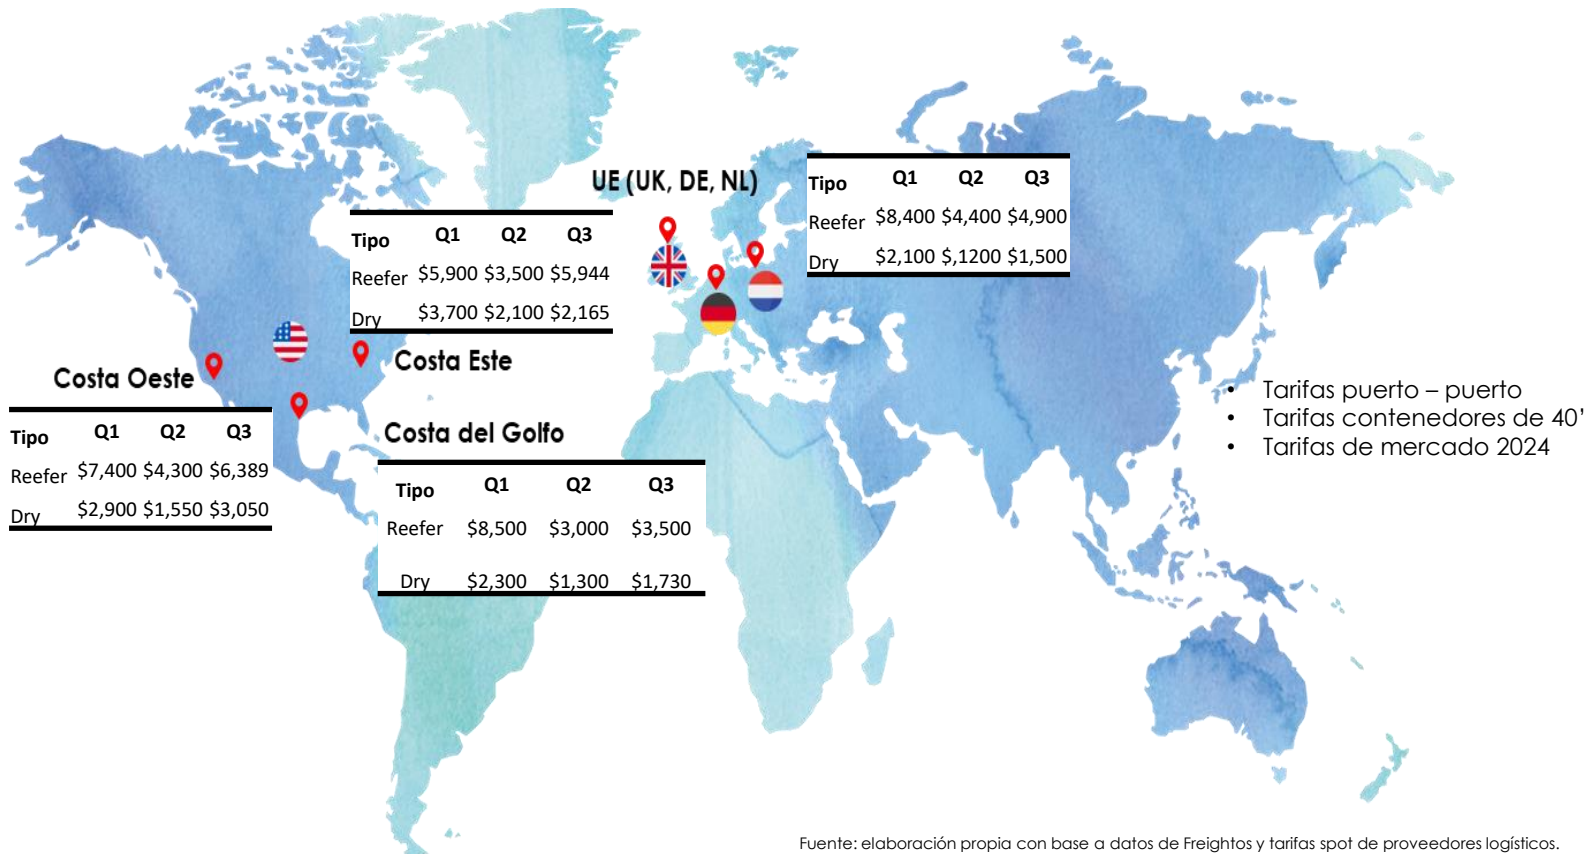 UE (UK, DE, NL)
Tipo Q1 Q2 Q3
Reefer $8,400 $4,400 $4,900
Dry $2,100 $,1200 $1,500
Tipo Q1 Q2 Q3
Reefer $5,900 $3,500 $5,944
Dry $3,700 $2,100 $2,165
Costa Este
Costa Oeste
Tipo Q1 Q2 Q3
Reefer $7,400 $4,300 $6,389
Dry $2,900 $1,550 $3,050
Costa del Golfo
Tipo Q1 Q2 Q3
Reefer $8,500 $3,000 $3,500
Dry $2,300 $1,300 $1,730
• Tarifas puerto – puerto
• Tarifas contenedores de 40’
• Tarifas de mercado 2024
Fuente: elaboración propia con base a datos de Freightos y tarifas spot de proveedores logísticos.